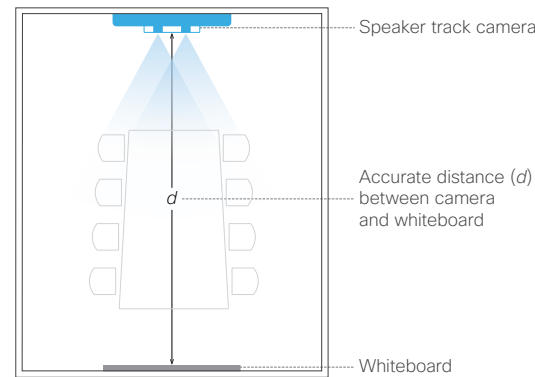 Speaker track camera
Accurate distance (d)
between camera
and whiteboard
d
Whiteboard